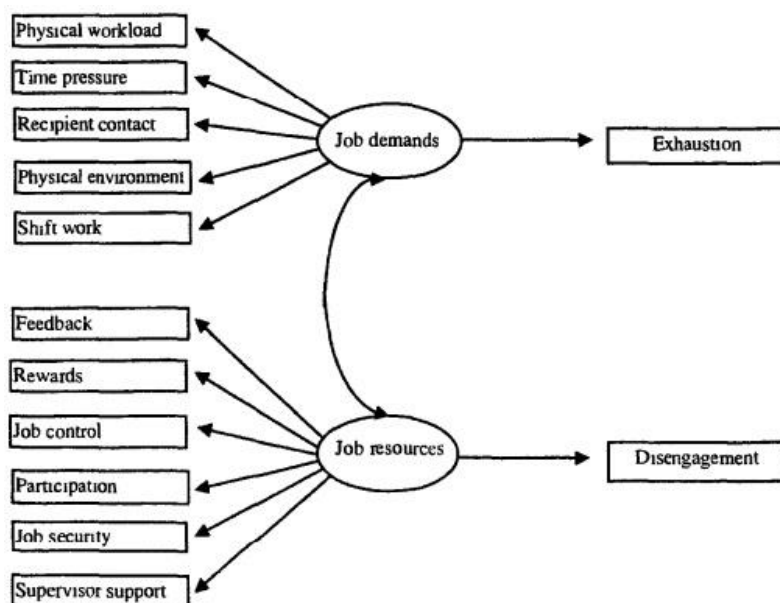 Physical workload
Time pressure
Recipient contact
Physical environment
Shift work
Job demands
Exhaustion
Feedback
Rewards
Job control
Participation
Job security
Supervisor support
Job resources
Disengagement